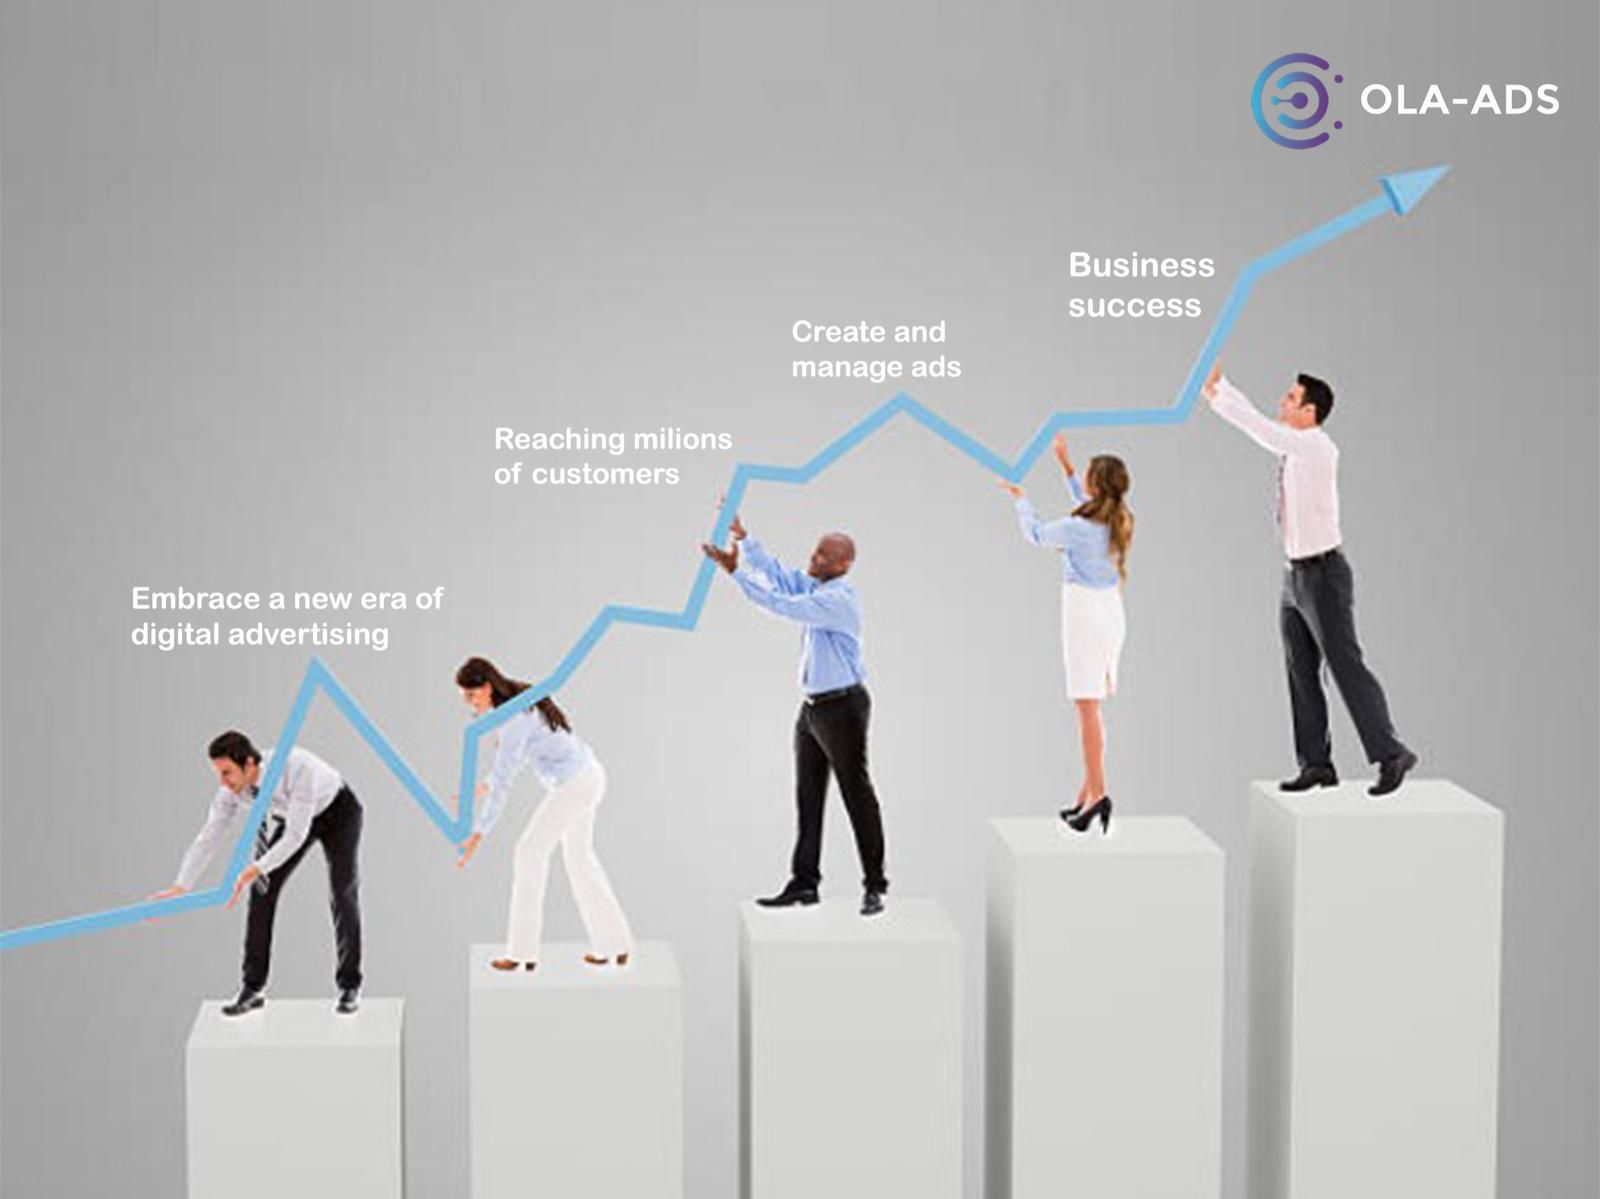 OLA-ADS
Business
success
Create and
manage ads
Reaching milions
of customers
Embrace a new era of
digital advertising